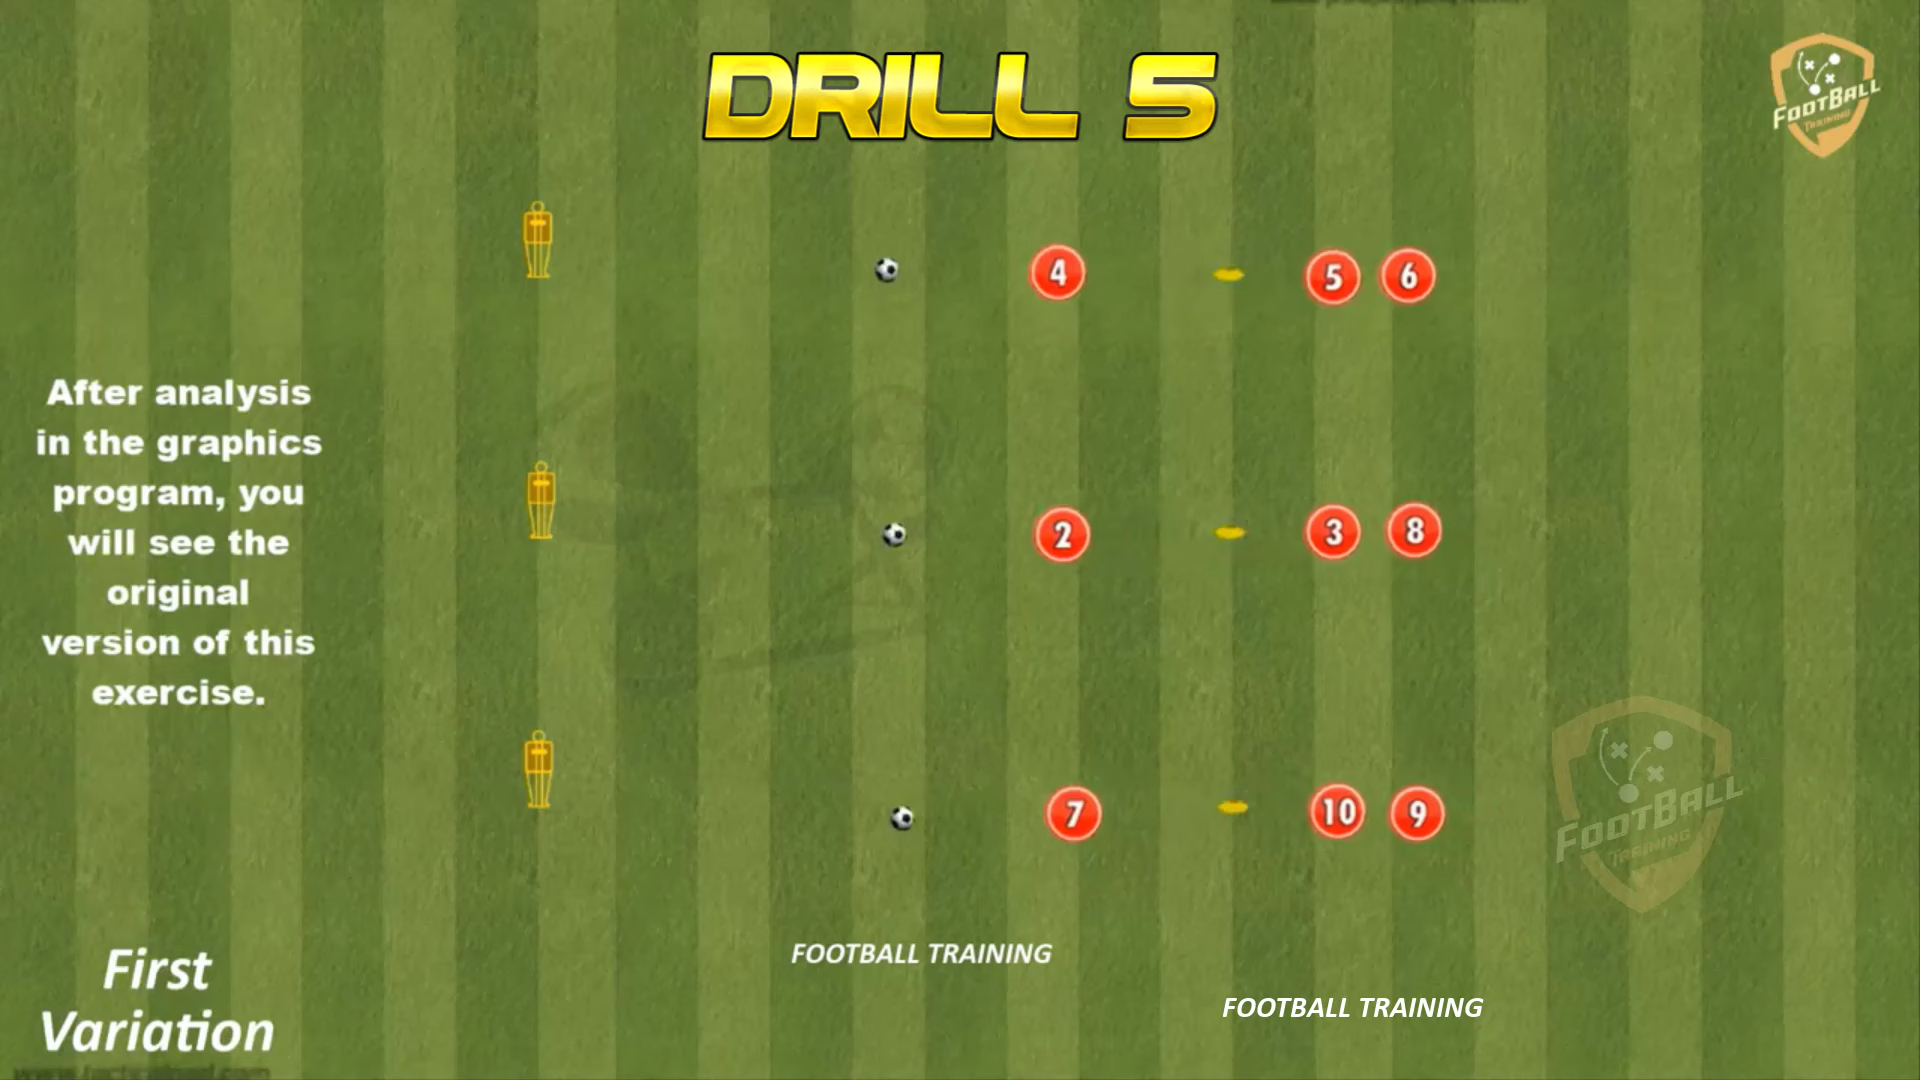 DRILL 5
FOOTBALL
TRAINING
4
5 6
After analysis
in the graphics
program, you
will see the
original
version of this
exercise.
2
3 8
7
10 9
FOOTBALL
TRAINING
FOOTBALL TRAINING
First
Variation
FOOTBALL TRAINING